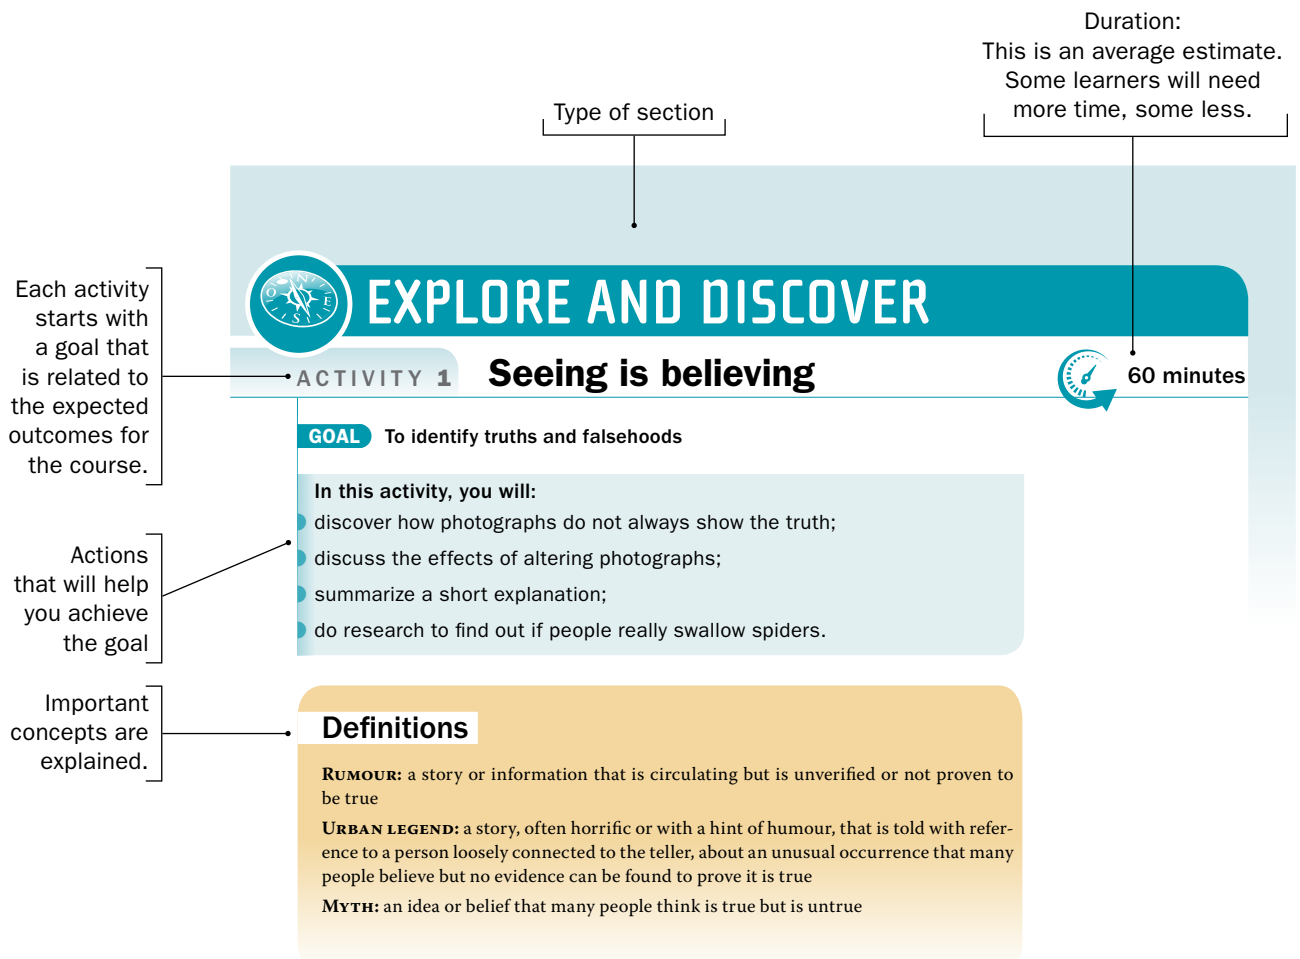 Duration:
This is an average estimate.
Some learners will need
more time, some less.
Type of section
Each activity
starts with
a goal that
is related to
the expected
outcomes for
the course.
EXPLORE AND DISCOVER
N
E
S
O
ACTIVITY 1
Seeing is believing
60 minutes
GOAL To identify truths and falsehoods
In this activity, you will:
discover how photographs do not always show the truth;
discuss the effects of altering photographs;
summarize a short explanation;
do research to find out if people really swallow spiders.
Actions
that will help
you achieve
the goal
Important
concepts are
explained.
Definitions
RUMOUR: a story or information that is circulating but is unverified or not proven to
be true
URBAN LEGEND: a story, often horrific or with a hint of humour, that is told with refer-
ence to a person loosely connected to the teller, about an unusual occurrence that many
people believe but no evidence can be found to prove it is true
MYTH: an idea or belief that many people think is true but is untrue